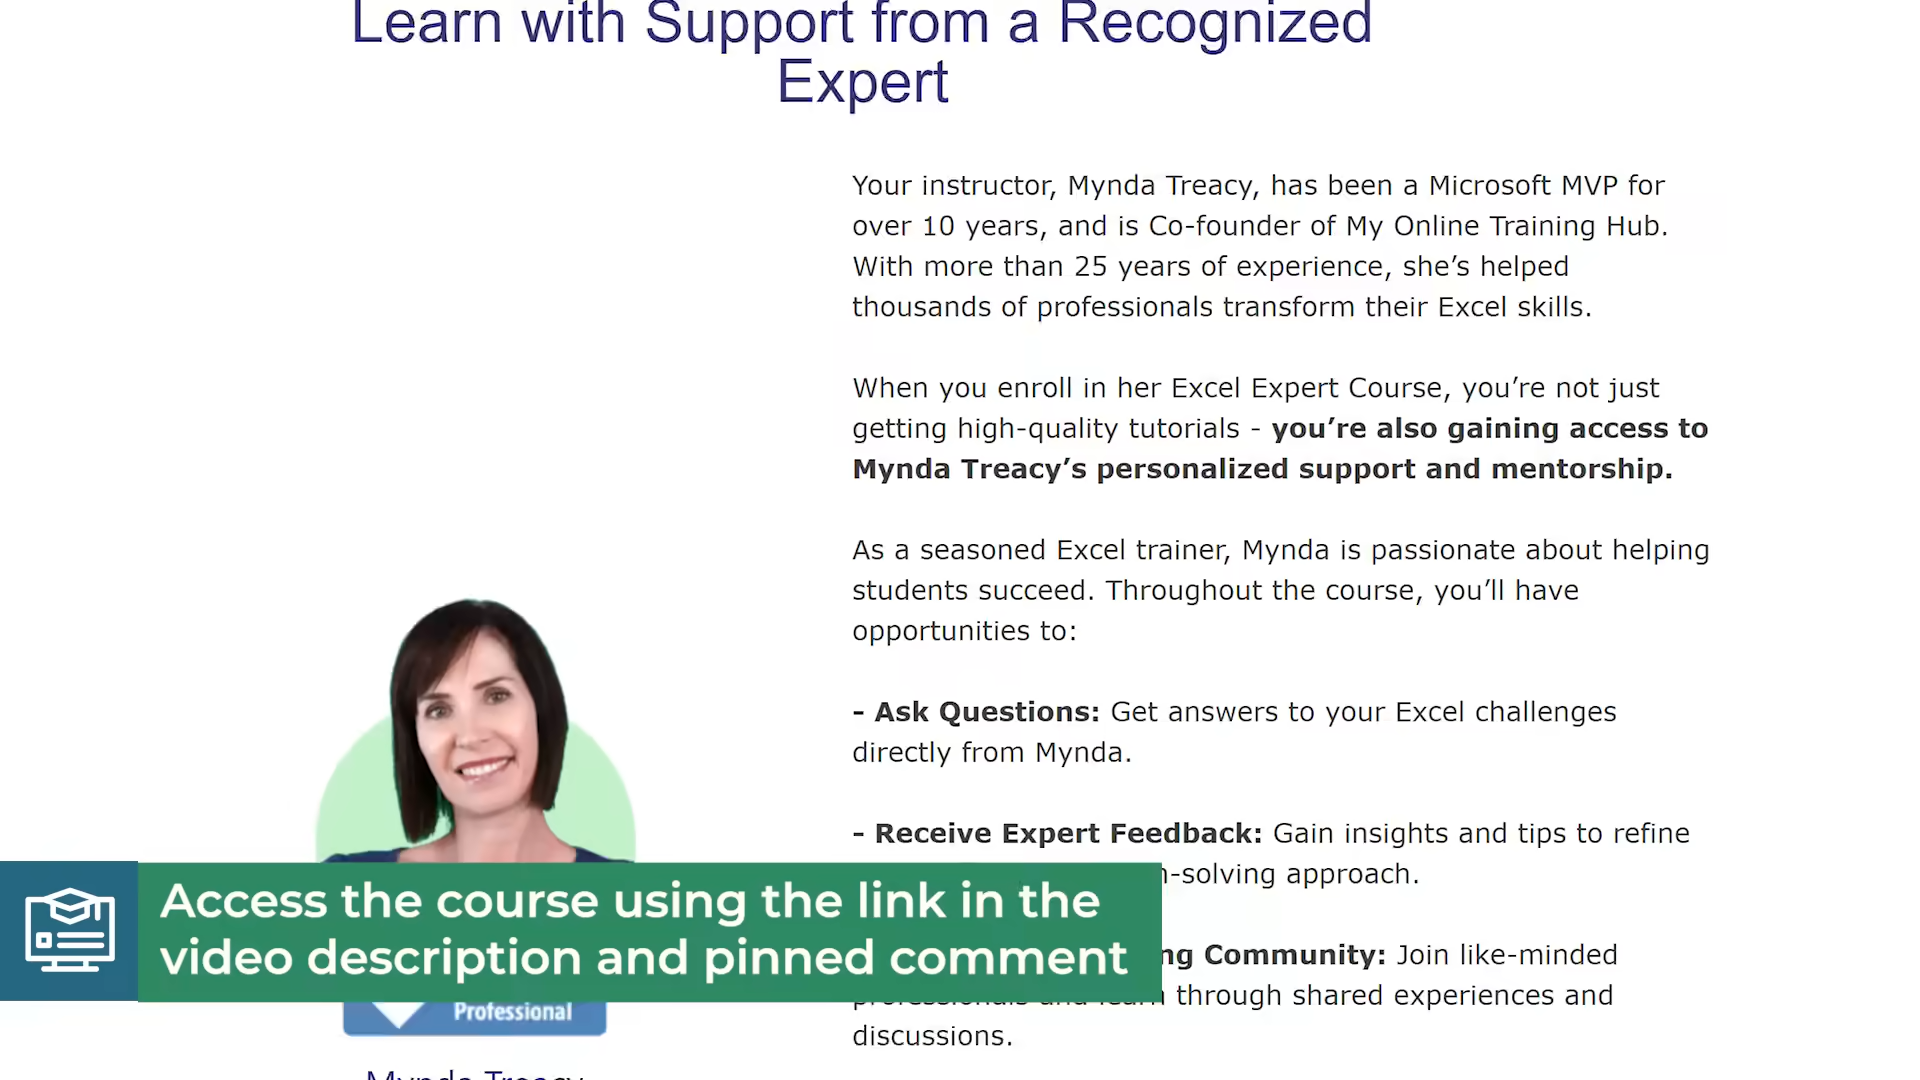 Learn with Support from a Recognized
Expert
Your instructor, Mynda Treacy, has been a Microsoft MVP for
over 10 years, and is Co-founder of My Online Training Hub.
With more than 25 years of experience, she’s helped
thousands of professionals transform their Excel skills.
When you enroll in her Excel Expert Course, you’re not just
getting high-quality tutorials - you’re also gaining access to
Mynda Treacy’s personalized support and mentorship.
As a seasoned Excel trainer, Mynda is passionate about helping
students succeed. Throughout the course, you’ll have
opportunities to:
- Ask Questions: Get answers to your Excel challenges
directly from Mynda.
- Receive Expert Feedback: Gain insights and tips to refine
-solving approach.
Community: Join like-minded
professionals and learn through shared experiences and
discussions.
Access the course using the link in the
video description and pinned comment
Professional
Mynda Treacy